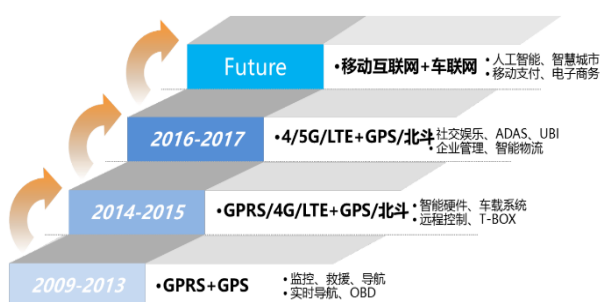 Future
•移动互联网+车联网
•人工智能、智慧城市
•移动支付、电子商务
2016-2017
•4/5G/LTE+GPS/北斗
•社交娱乐、ADAS、UBI
•企业管理、智能物流
2014-2015
•GPRS/4G/LTE+GPS/北斗
•智能硬件、车载系统
•远程控制、T-BOX
2009-2013
•GPRS+GPS
•监控、救援、导航
•实时导航、OBD